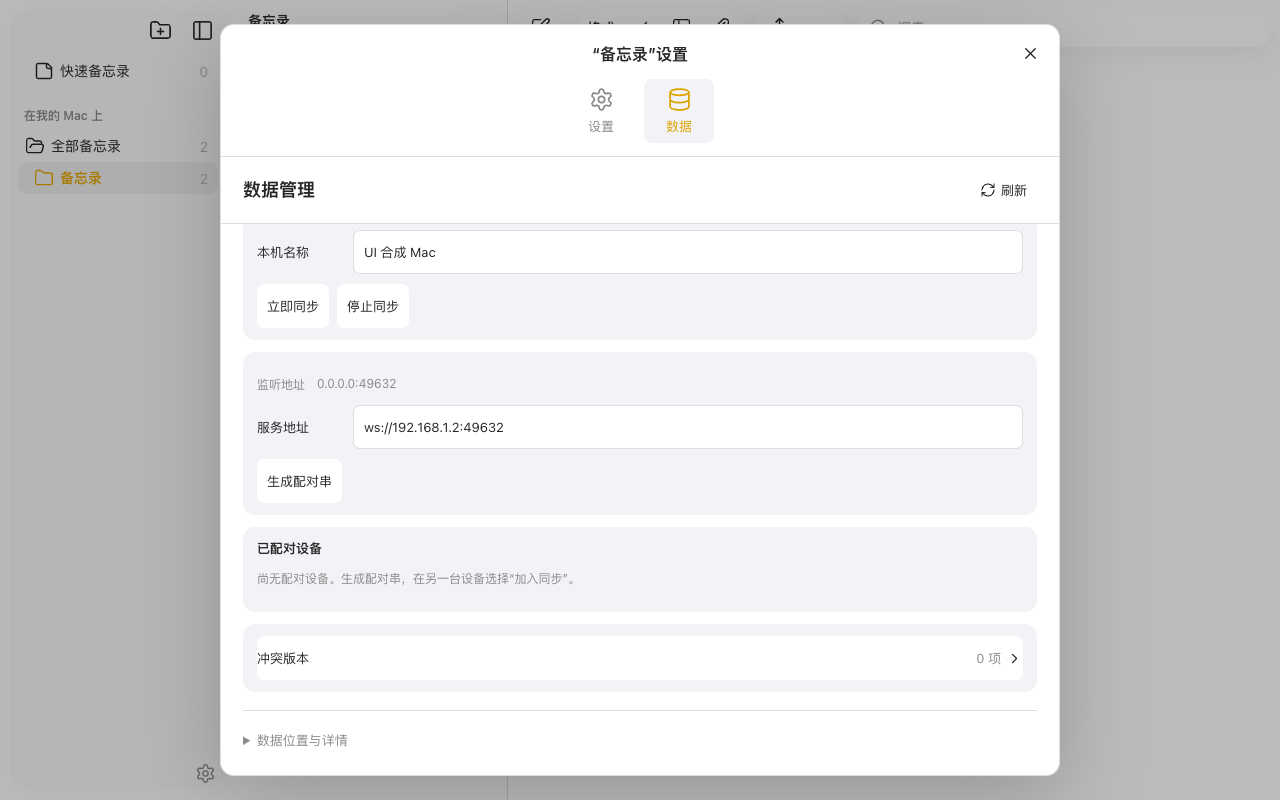 备忘录
快速备忘录 0
在我的 Mac 上
全部备忘录 2
备忘录 2
“备忘录”设置
设置
数据
数据管理
刷新
本机名称
UI 合成 Mac
立即同步
停止同步
监听地址 0.0.0.0:49632
服务地址
ws://192.168.1.2:49632
生成配对串
已配对设备
尚无配对设备。生成配对串，在另一台设备选择“加入同步”。
冲突版本
0 项
数据位置与详情